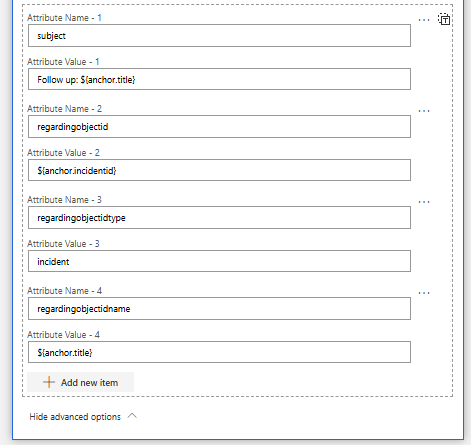 Attribute Name - 1
subject
Attribute Value - 1
Follow up: ${anchor.title}
Attribute Name - 2
regardingobjectid
Attribute Value - 2
${anchor.incidentid}
Attribute Name - 3
regardingobjectidtype
Attribute Value - 3
incident
Attribute Name - 4
regardingobjectidname
Attribute Value - 4
${anchor.title}
Add new item
Hide advanced options